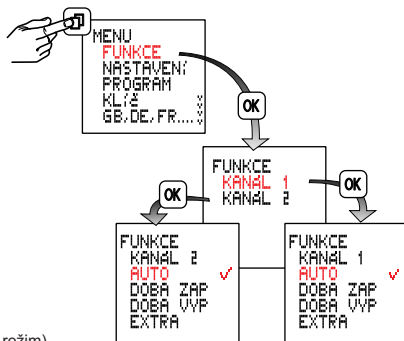 MENU
FUNKCE
NASTAVENÍ
PROGRAM
KLÍČ
GB,DE,FR....
OK
FUNKCE
KANÁL 1
KANÁL 2
OK
OK
FUNKCE
KANÁL 2
AUTO ✓
DOBA ZAP
DOBA VYP
EXTRA
FUNKCE
KANÁL 1
AUTO ✓
DOBA ZAP
DOBA VYP
EXTRA
režim)